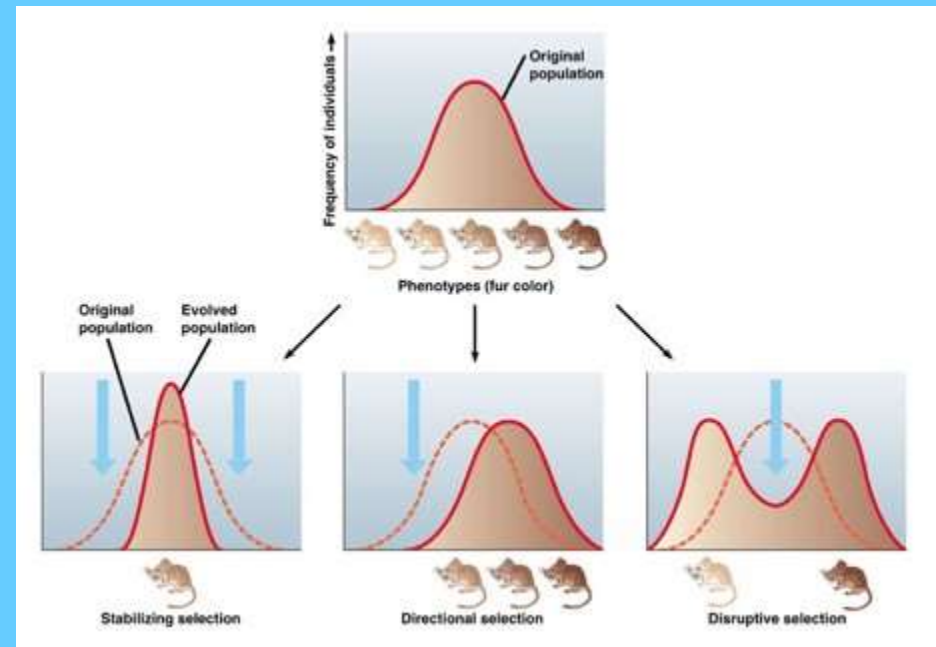 Frequency of individuals
Original
population
Phenotypes (fur color)
Original
population
Evolved
population
Stabilizing selection
Directional selection
Disruptive selection